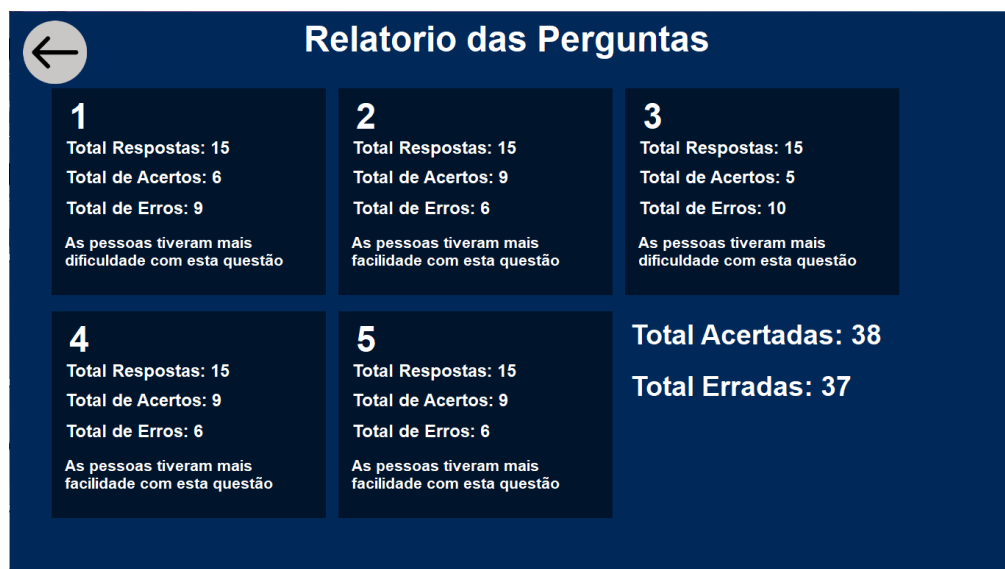 Relatorio das Perguntas
1
Total Respostas: 15
Total de Acertos: 6
Total de Erros: 9
As pessoas tiveram mais
dificuldade com esta questão
2
Total Respostas: 15
Total de Acertos: 9
Total de Erros: 6
As pessoas tiveram mais
facilidade com esta questão
3
Total Respostas: 15
Total de Acertos: 5
Total de Erros: 10
As pessoas tiveram mais
dificuldade com esta questão
4
Total Respostas: 15
Total de Acertos: 9
Total de Erros: 6
As pessoas tiveram mais
facilidade com esta questão
5
Total Respostas: 15
Total de Acertos: 9
Total de Erros: 6
As pessoas tiveram mais
facilidade com esta questão
Total Acertadas: 38
Total Erradas: 37